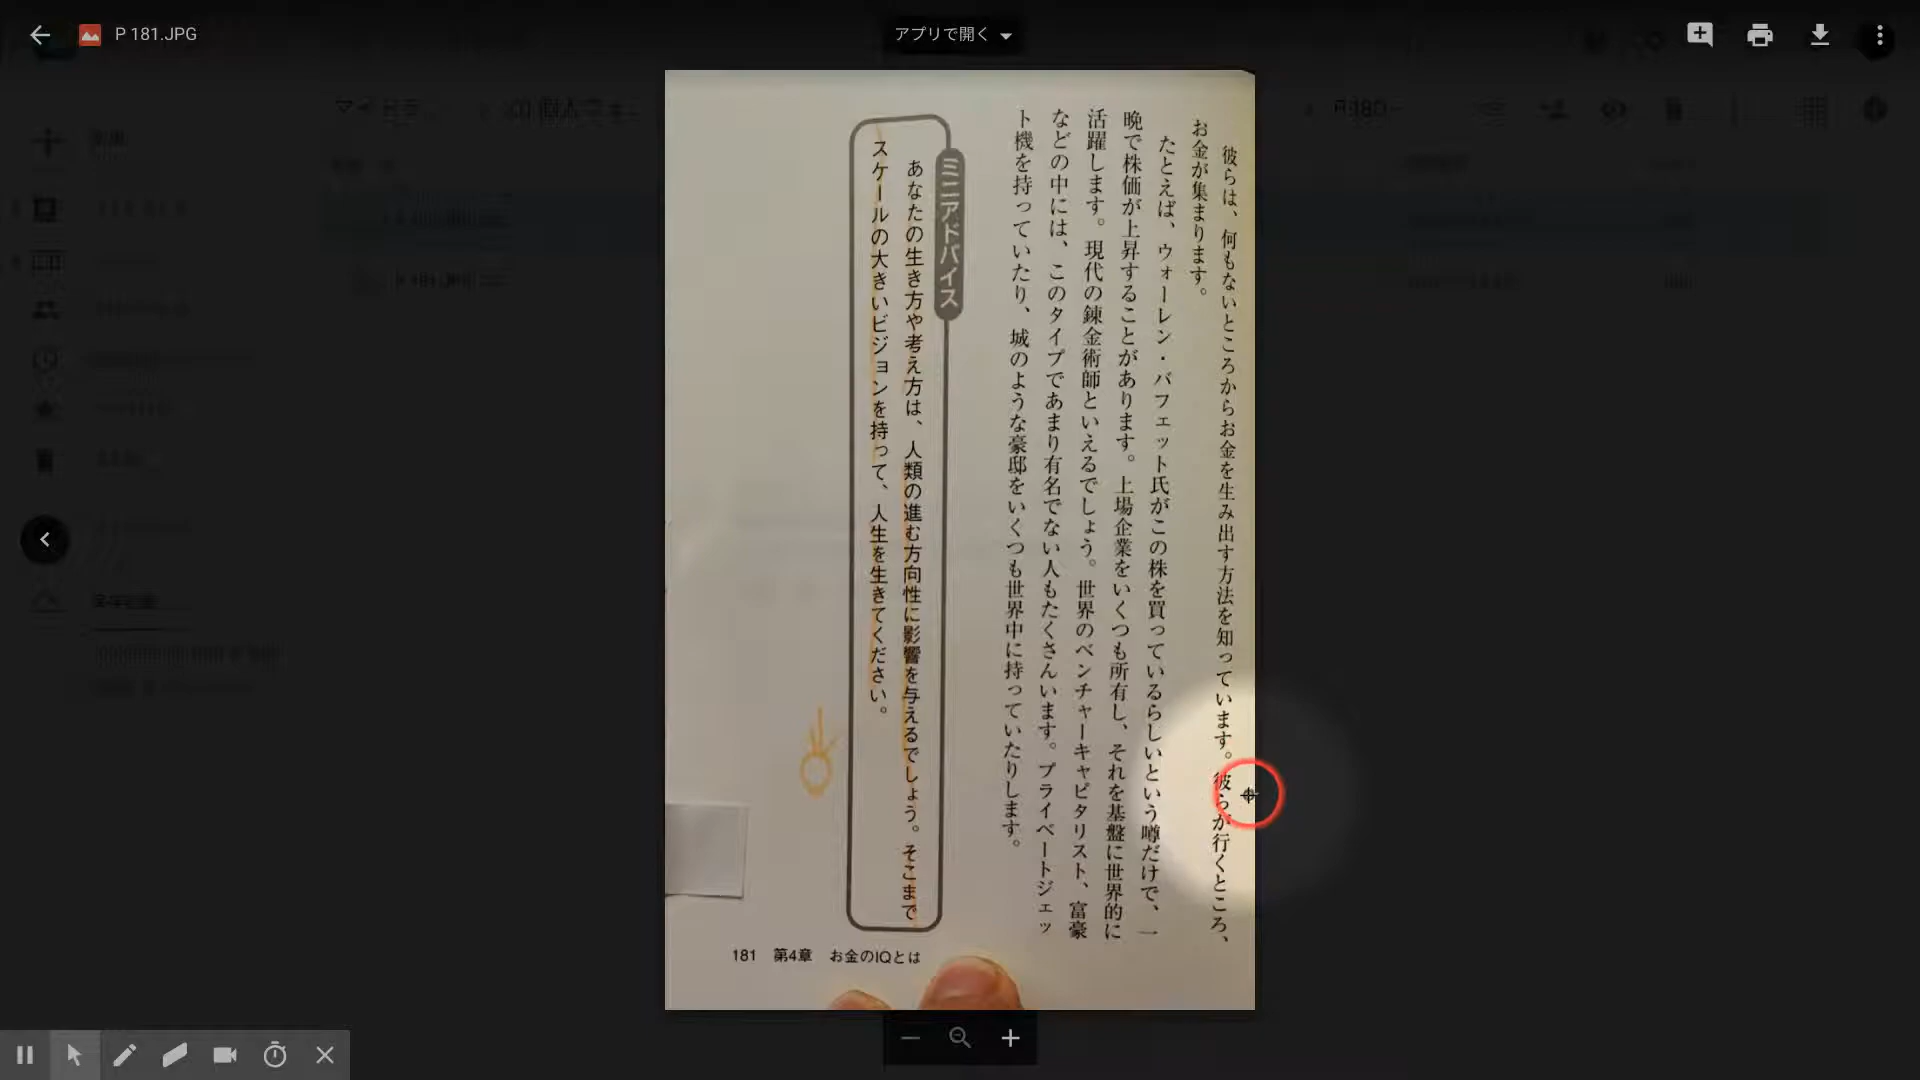 P 181.JPG
アプリで開く
彼らは、何もないところからお金を生み出す方法を知っています。彼らが行くところ、
お金が集まります。
たとえば、ウォーレン・バフェット氏がこの株を買っているらしいという噂だけで、一
晩で株価が上昇することがあります。上場企業をいくつも所有し、それを基盤に世界的に
活躍します。現代の錬金術師といえるでしょう。世界のベンチャーキャピタリスト、富豪
などの中には、このタイプであまり有名でない人もたくさんいます。プライベートジェッ
ト機を持っていたり、城のような豪邸をいくつも世界中に持っていたりします。
ミニアドバイス
あなたの生き方や考え方は、人類の進む方向性に影響を与えるでしょう。そこまで
スケールの大きいビジョンを持って、人生を生きてください。
181 第4章 お金のIQとは